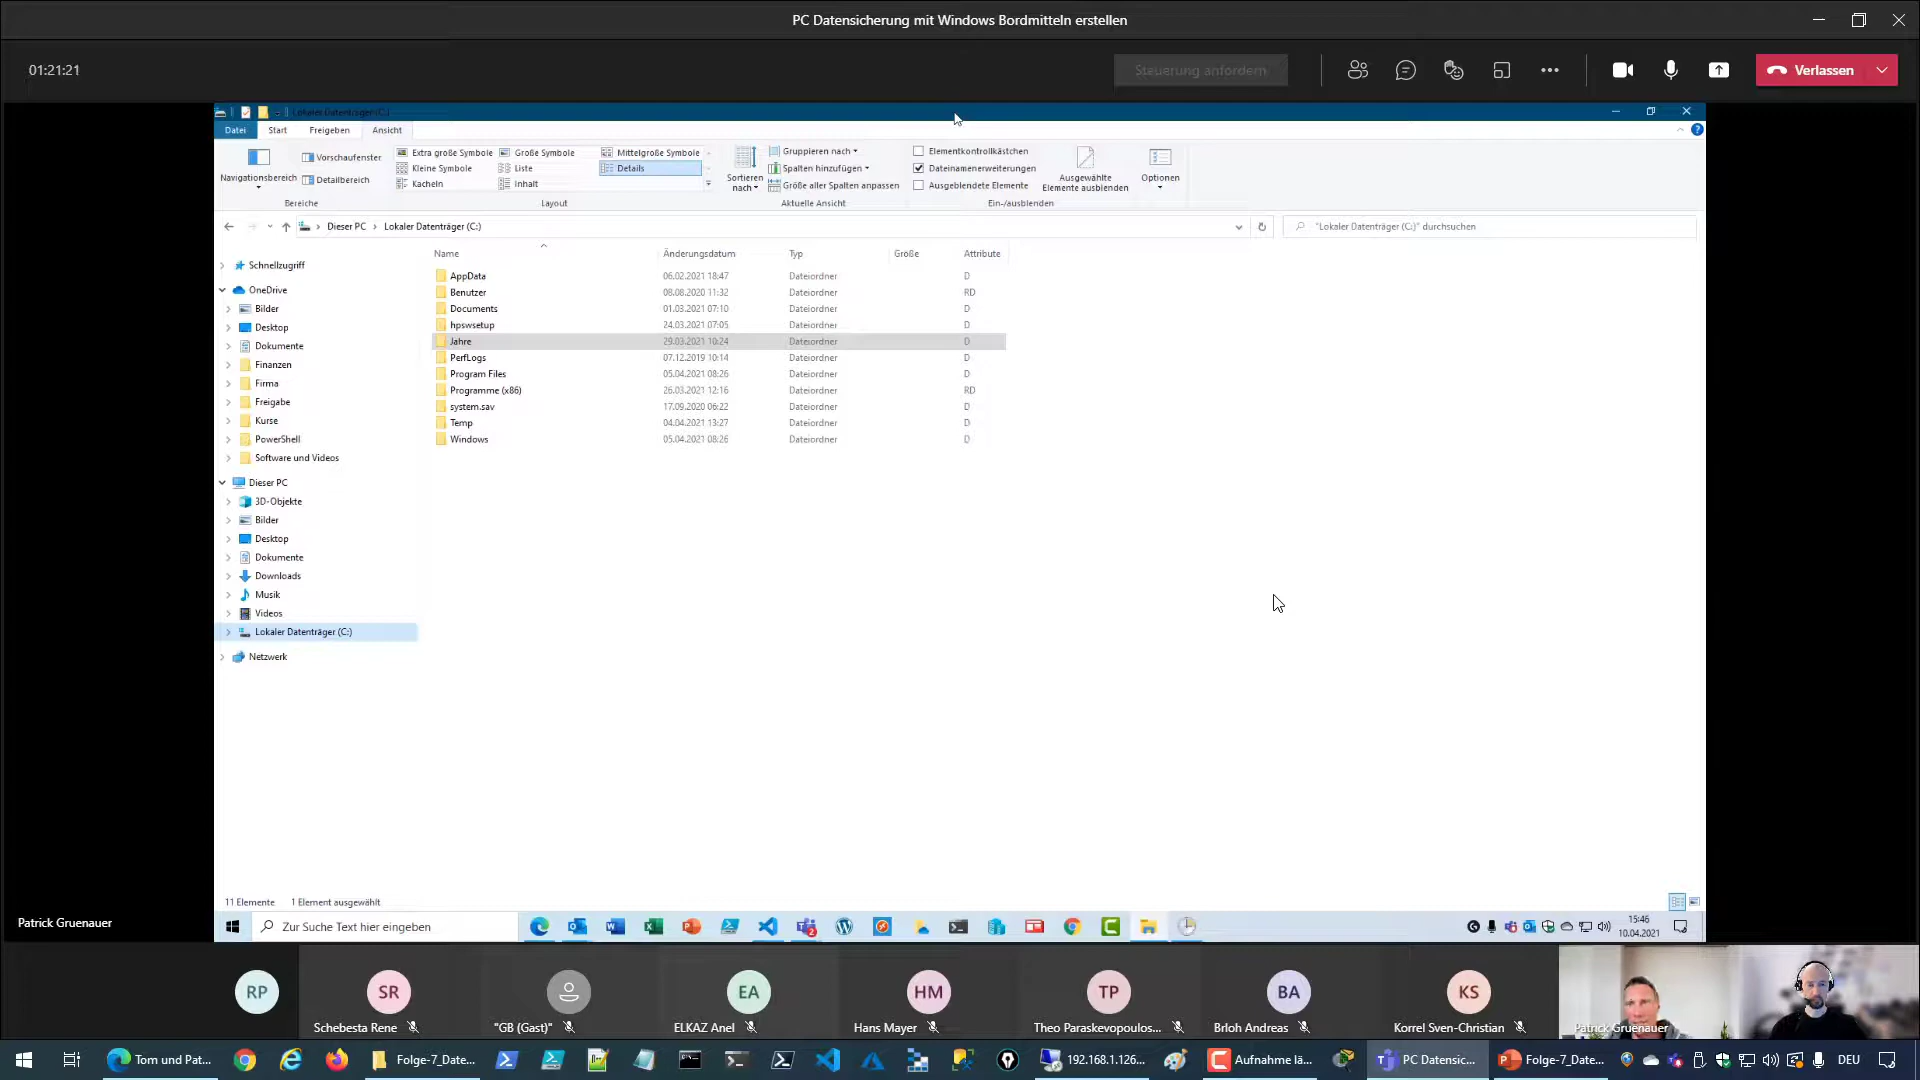 PC Datensicherung mit Windows Bordmitteln erstellen
01:21:21
Steuerung anfordern
Verlassen
Lokaler Datenträger (C:)
Datei Start Freigeben Ansicht
Navigationsbereich
Vorschaufenster
Detailbereich
Bereiche
Extra große Symbole Große Symbole Mittelgroße Symbole
Kleine Symbole Liste Details
Kacheln Inhalt
Layout
Sortieren nach
Gruppieren nach
Spalten hinzufügen
Größe aller Spalten anpassen
Aktuelle Ansicht
Elementkontrollkästchen
Dateinamenerweiterungen
Ausgeblendete Elemente
Ausgewählte
Elemente ausblenden
Ein-/ausblenden
Optionen
Dieser PC > Lokaler Datenträger (C:)
"Lokaler Datenträger (C:)" durchsuchen
Schnellzugriff
OneDrive
Bilder
Desktop
Dokumente
Finanzen
Firma
Freigabe
Kurse
PowerShell
Software und Videos
Dieser PC
3D-Objekte
Bilder
Desktop
Dokumente
Downloads
Musik
Videos
Lokaler Datenträger (C:)
Netzwerk
Name Änderungsdatum Typ Größe Attribute
AppData 06.02.2021 18:47 Dateiordner D
Benutzer 08.08.2020 11:32 Dateiordner RD
Documents 01.03.2021 07:10 Dateiordner D
hpswsetup 24.03.2021 07:05 Dateiordner D
Jahre 29.03.2021 10:24 Dateiordner D
PerfLogs 07.12.2019 10:14 Dateiordner D
Program Files 05.04.2021 08:26 Dateiordner D
Programme (x86) 26.03.2021 12:16 Dateiordner RD
system.sav 17.09.2020 06:22 Dateiordner D
Temp 04.04.2021 13:27 Dateiordner D
Windows 05.04.2021 08:26 Dateiordner D
11 Elemente 1 Element ausgewählt
Patrick Gruenauer
Zur Suche Text hier eingeben
15:46
10.04.2021
RP
SR
Schebesta Rene
"GB (Gast)"
EA
ELKAZ Anel
HM
Hans Mayer
TP
Theo Paraskevopoulos...
BA
Brloh Andreas
KS
Korrel Sven-Christian
Patrick Gruenauer
Tom und Pat...
Folge-7_Date...
192.168.1.126...
Aufnahme lä...
PC Datensic...
Folge-7_Date...
DEU